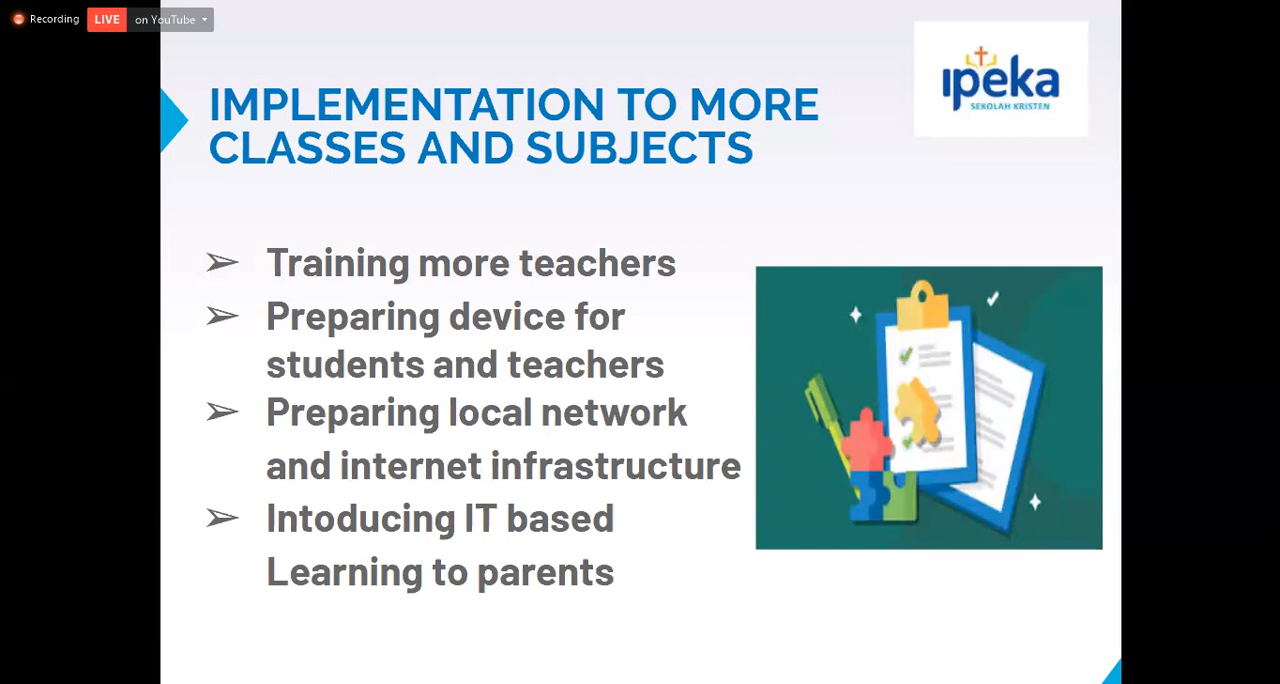 Recording
LIVE on YouTube
ıpeka
SEKOLAH KRISTEN
IMPLEMENTATION TO MORE
CLASSES AND SUBJECTS
➢ Training more teachers
➢ Preparing device for
students and teachers
➢ Preparing local network
and internet infrastructure
➢ Intoducing IT based
Learning to parents